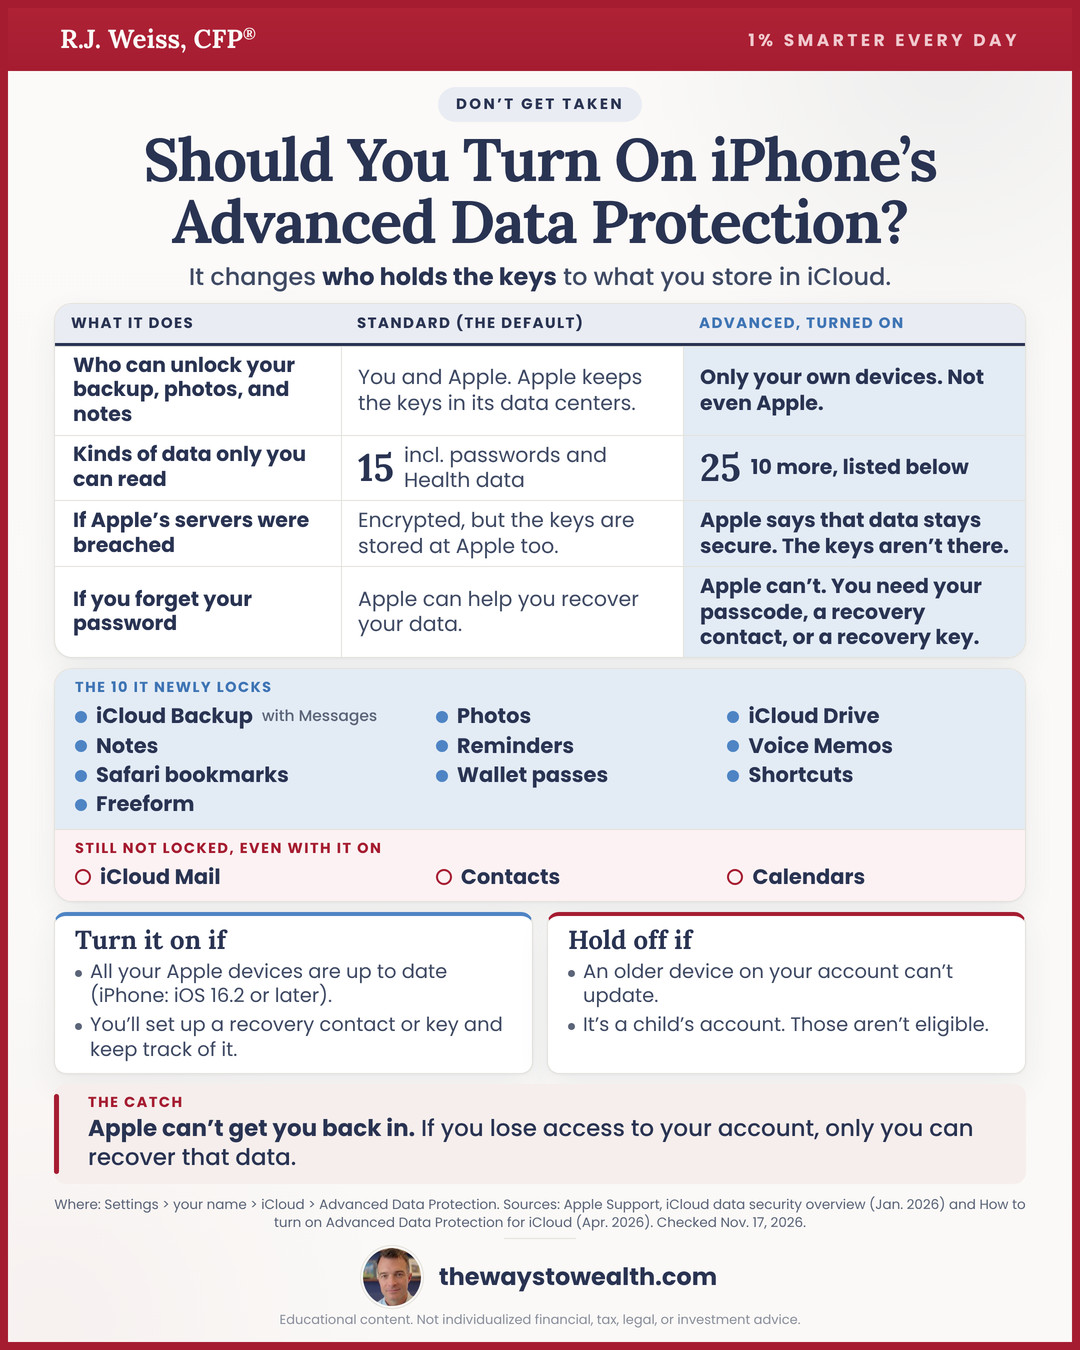 R.J. Weiss, CFP®
1% SMARTER EVERY DAY
DON’T GET TAKEN
Should You Turn On iPhone’s
Advanced Data Protection?
It changes who holds the keys to what you store in iCloud.
WHAT IT DOES
STANDARD (THE DEFAULT)
ADVANCED, TURNED ON
Who can unlock your
backup, photos, and
notes
You and Apple. Apple keeps
the keys in its data centers.
Only your own devices. Not
even Apple.
Kinds of data only you
can read
15 incl. passwords and
Health data
25 10 more, listed below
If Apple’s servers were
breached
Encrypted, but the keys are
stored at Apple too.
Apple says that data stays
secure. The keys aren’t there.
If you forget your
password
Apple can help you recover
your data.
Apple can’t. You need your
passcode, a recovery
contact, or a recovery key.
THE 10 IT NEWLY LOCKS
iCloud Backup with Messages
Photos
iCloud Drive
Notes
Reminders
Voice Memos
Safari bookmarks
Wallet passes
Shortcuts
Freeform
STILL NOT LOCKED, EVEN WITH IT ON
iCloud Mail
Contacts
Calendars
Turn it on if
• All your Apple devices are up to date
(iPhone: iOS 16.2 or later).
• You’ll set up a recovery contact or key and
keep track of it.
Hold off if
• An older device on your account can’t
update.
• It’s a child’s account. Those aren’t eligible.
THE CATCH
Apple can’t get you back in. If you lose access to your account, only you can
recover that data.
Where: Settings > your name > iCloud > Advanced Data Protection. Sources: Apple Support, iCloud data security overview (Jan. 2026) and How to
turn on Advanced Data Protection for iCloud (Apr. 2026). Checked Nov. 17, 2026.
thewaystowealth.com
Educational content. Not individualized financial, tax, legal, or investment advice.